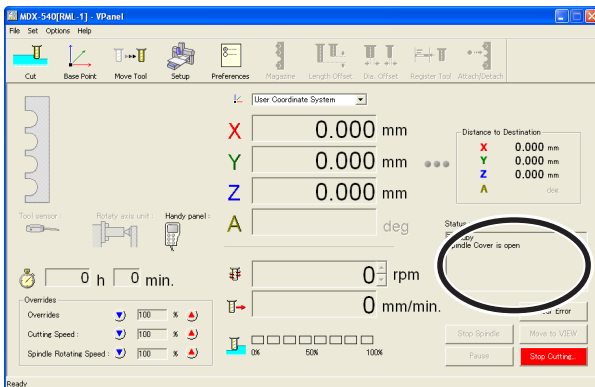 MDX-540[RML-1] - VPanel
File Set Options Help
Cut Base Point Move Tool Setup Preferences Magazine Length Offset Dia. Offset Register Tool Attach/Detach
User Coordinate System
X 0.000 mm
Y 0.000 mm
Z 0.000 mm
A deg
Distance to Destination
X 0.000 mm
Y 0.000 mm
Z 0.000 mm
A deg
Tool sensor : Rotary axis unit : Handy panel :
Status :
Spindle Cover is open
0 h 0 min.
0 rpm
0 mm/min.
Error
Overrides
Overrides 100 %
Cutting Speed : 100 %
Spindle Rotating Speed : 100 %
0% 50% 100%
Stop Spindle Move to VIEW
Pause Stop Cutting...
Ready